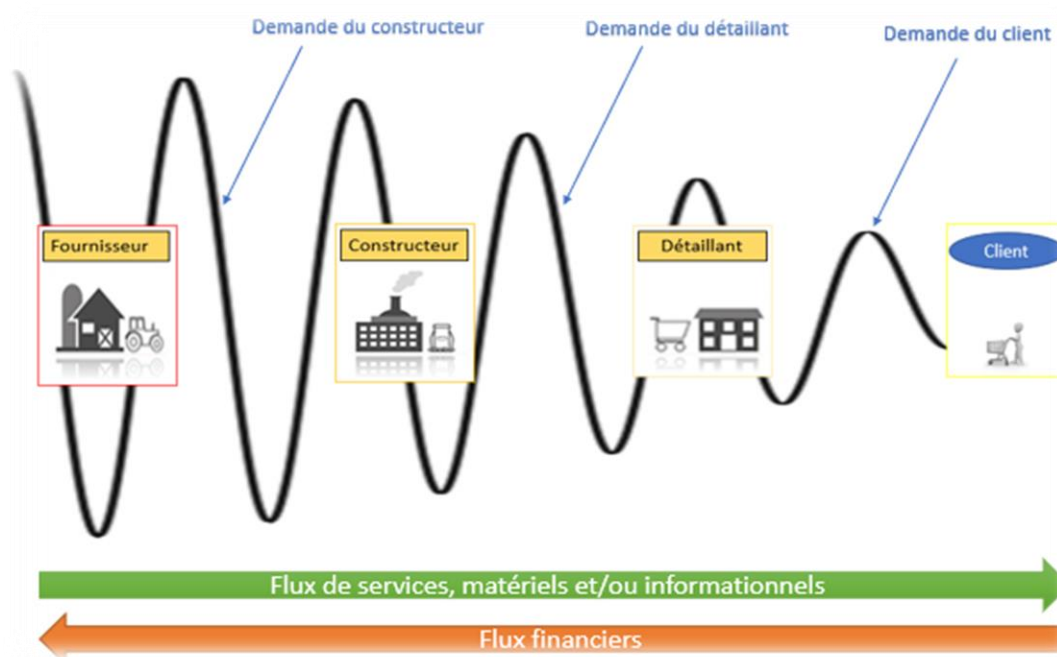 Demande du constructeur
Demande du détaillant
Demande du client
Fournisseur
Constructeur
Détaillant
Client
Flux de services, matériels et/ou informationnels
Flux financiers